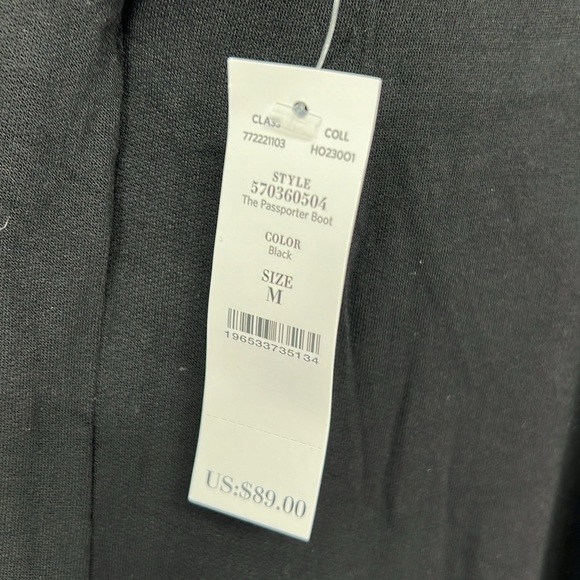 CLASS COLL
772221103 HO23001
STYLE
570360504
The Passporter Boot
COLOR
Black
SIZE
M
196533735134
US:$89.00